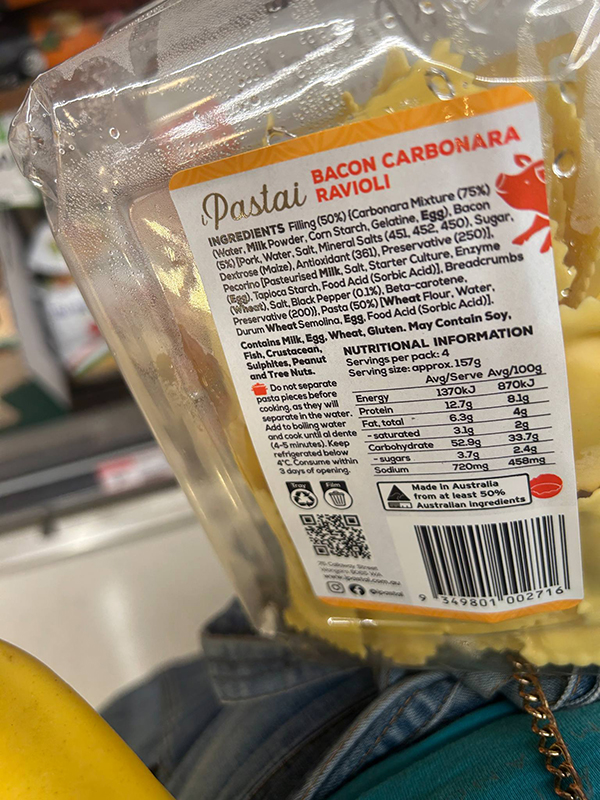 iPastai
BACON CARBONARA
RAVIOLI
INGREDIENTS Filling (50%) [Carbonara Mixture (75%)
(Water, Milk Powder, Corn Starch, Gelatine, Egg), Bacon
(5%) [Pork, Water, Salt, Mineral Salts (451, 452, 450), Sugar,
Dextrose (Maize), Antioxidant (361), Preservative (250)],
Pecorino [Pasteurised Milk, Salt, Starter Culture, Enzyme
(Egg), Tapioca Starch, Food Acid (Sorbic Acid)], Breadcrumbs
(Wheat), Salt, Black Pepper (0.1%), Beta-carotene,
Preservative (200)], Pasta (50%) [Wheat Flour, Water,
Durum Wheat Semolina, Egg, Food Acid (Sorbic Acid)].
Contains Milk, Egg, Wheat, Gluten. May Contain Soy,
Fish, Crustacean,
Sulphites, Peanut
and Tree Nuts.
Do not separate
pasta pieces before
cooking, as they will
separate in the water.
Add to boiling water
and cook until al dente
(4-5 minutes). Keep
refrigerated below
4°C. Consume within
3 days of opening.
NUTRITIONAL INFORMATION
Servings per pack: 4
Serving size: approx. 157g
Avg/Serve Avg/100g
Energy 1370kJ 870kJ
Protein 12.7g 8.1g
Fat, total 6.3g 4g
- saturated 3.1g 2g
Carbohydrate 52.9g 33.7g
- sugars 3.7g 2.4g
Sodium 720mg 458mg
Tray Film
Made in Australia
from at least 50%
Australian ingredients
Street
www.ipastai.com.au
@ipastai
9 349801 002716